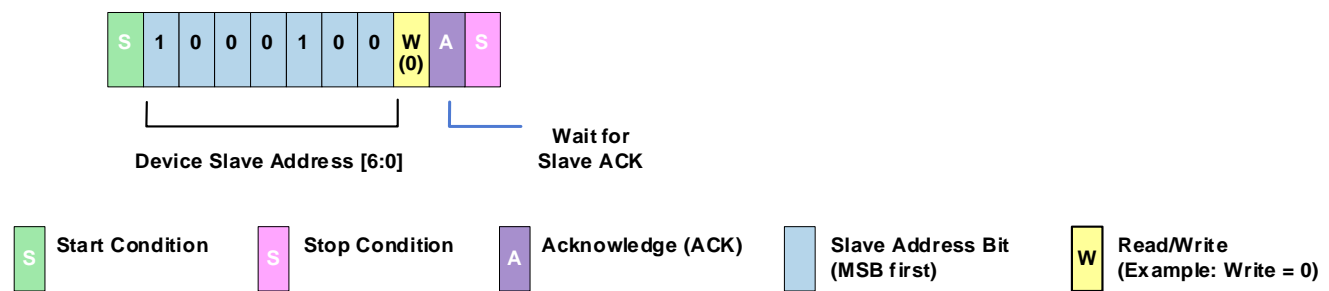 S 1 0 0 0 1 0 0 W A S
(0)
Wait for
Slave ACK
Device Slave Address [6:0]
S Start Condition S Stop Condition A Acknowledge (ACK) Slave Address Bit W Read/Write
(MSB first) (Example: Write = 0)